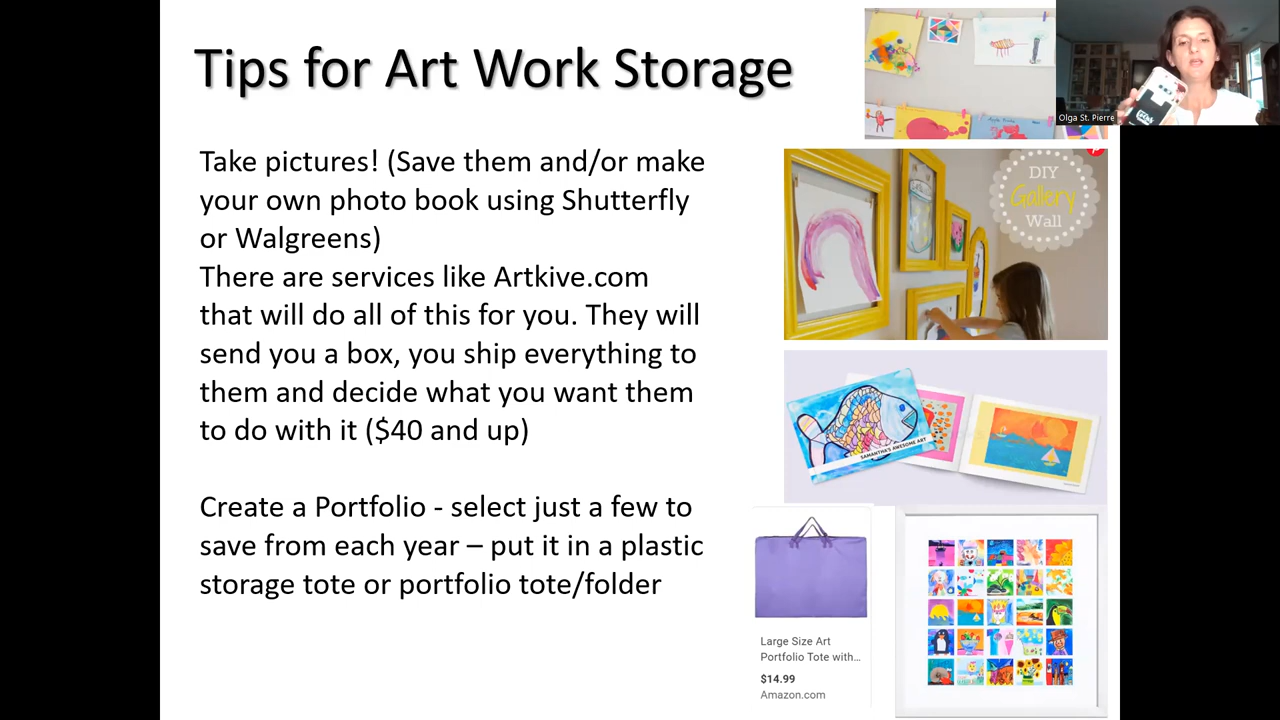 Tips for Art Work Storage
Olga St. Pierre
Take pictures! (Save them and/or make
your own photo book using Shutterfly
or Walgreens)
There are services like Artkive.com
that will do all of this for you. They will
send you a box, you ship everything to
them and decide what you want them
to do with it ($40 and up)
Create a Portfolio - select just a few to
save from each year – put it in a plastic
storage tote or portfolio tote/folder
DIY
Gallery
Wall
SAMANTHA'S AWESOME ART
Large Size Art
Portfolio Tote with...
$14.99
Amazon.com